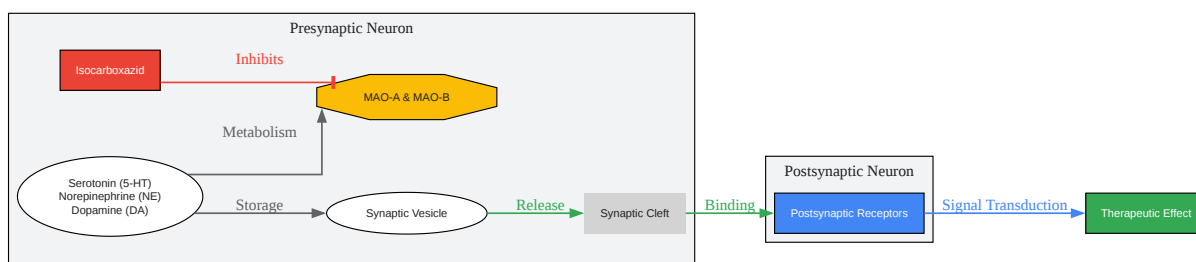 Presynaptic Neuron
Isocarboxazid
Inhibits
MAO-A & MAO-B
Metabolism
Serotonin (5-HT)
Norepinephrine (NE)
Dopamine (DA)
Storage
Synaptic Vesicle
Release
Synaptic Cleft
Binding
Postsynaptic Neuron
Postsynaptic Receptors
Signal Transduction
Therapeutic Effect